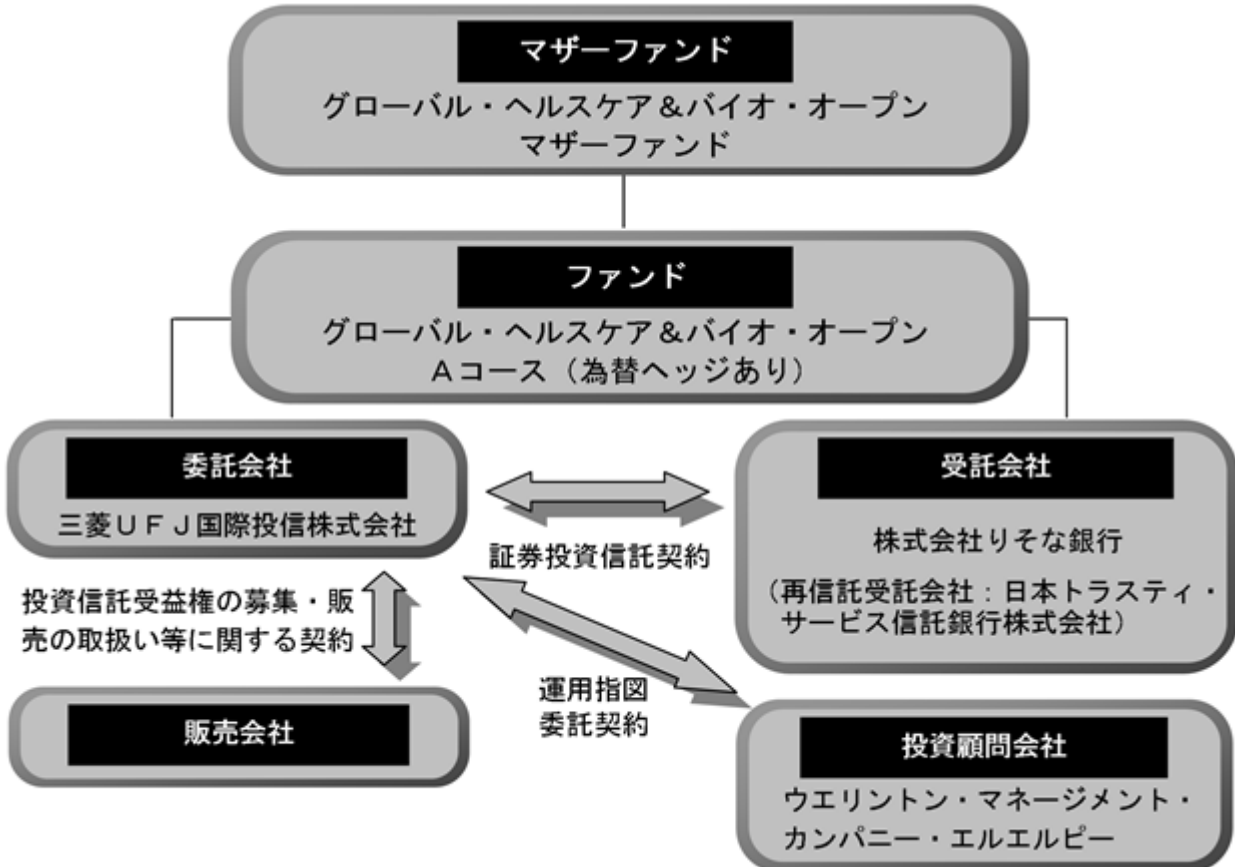 マザーファンド
グローバル・ヘルスケア＆バイオ・オープン
マザーファンド
ファンド
グローバル・ヘルスケア＆バイオ・オープン
Ａコース（為替ヘッジあり）
委託会社
三菱ＵＦＪ国際投信株式会社
証券投資信託契約
受託会社
株式会社りそな銀行
（再信託受託会社：日本トラスティ・
サービス信託銀行株式会社）
投資信託受益権の募集・販
売の取扱い等に関する契約
運用指図
委託契約
販売会社
投資顧問会社
ウエリントン・マネージメント・
カンパニー・エルエルピー